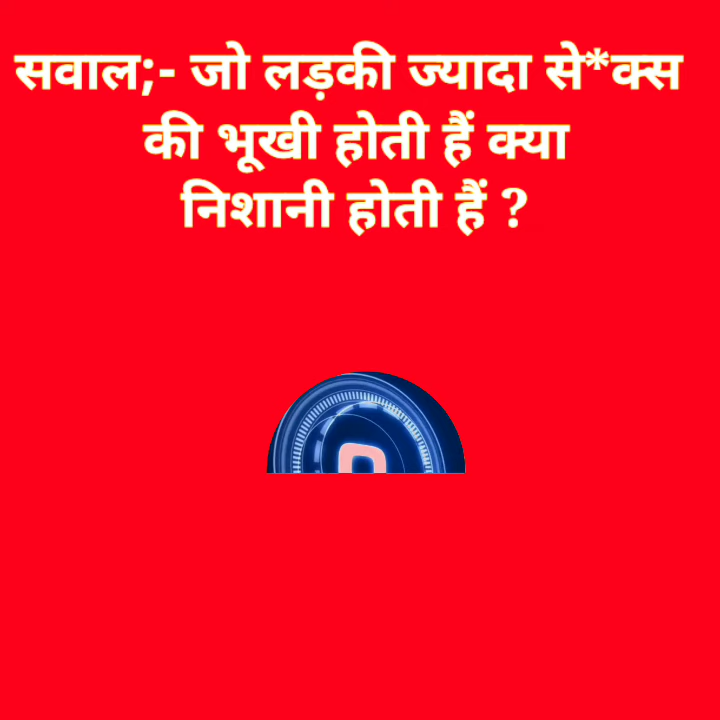 सवाल;- जो लड़की ज्यादा से*क्स
की भूखी होती हैं क्या
निशानी होती हैं ?